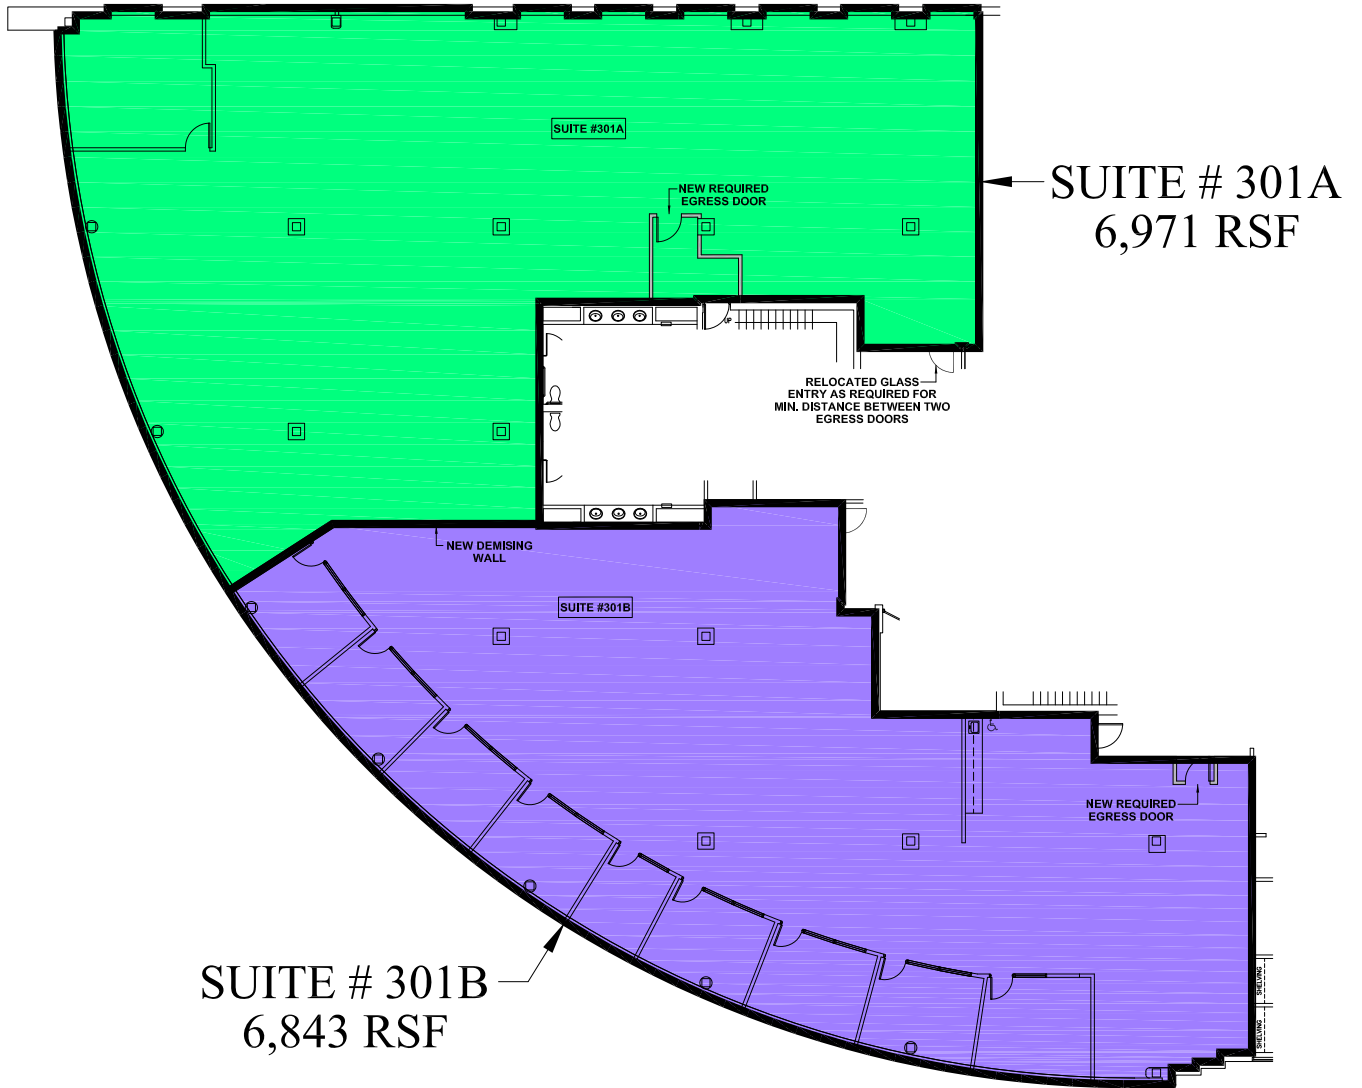 SUITE #301A
SUITE # 301A
6,971 RSF
NEW REQUIRED
EGRESS DOOR
UP
RELOCATED GLASS
ENTRY AS REQUIRED FOR
MIN. DISTANCE BETWEEN TWO
EGRESS DOORS
NEW DEMISING
WALL
SUITE #301B
NEW REQUIRED
EGRESS DOOR
SUITE # 301B
6,843 RSF
SHELVING
SHELVING